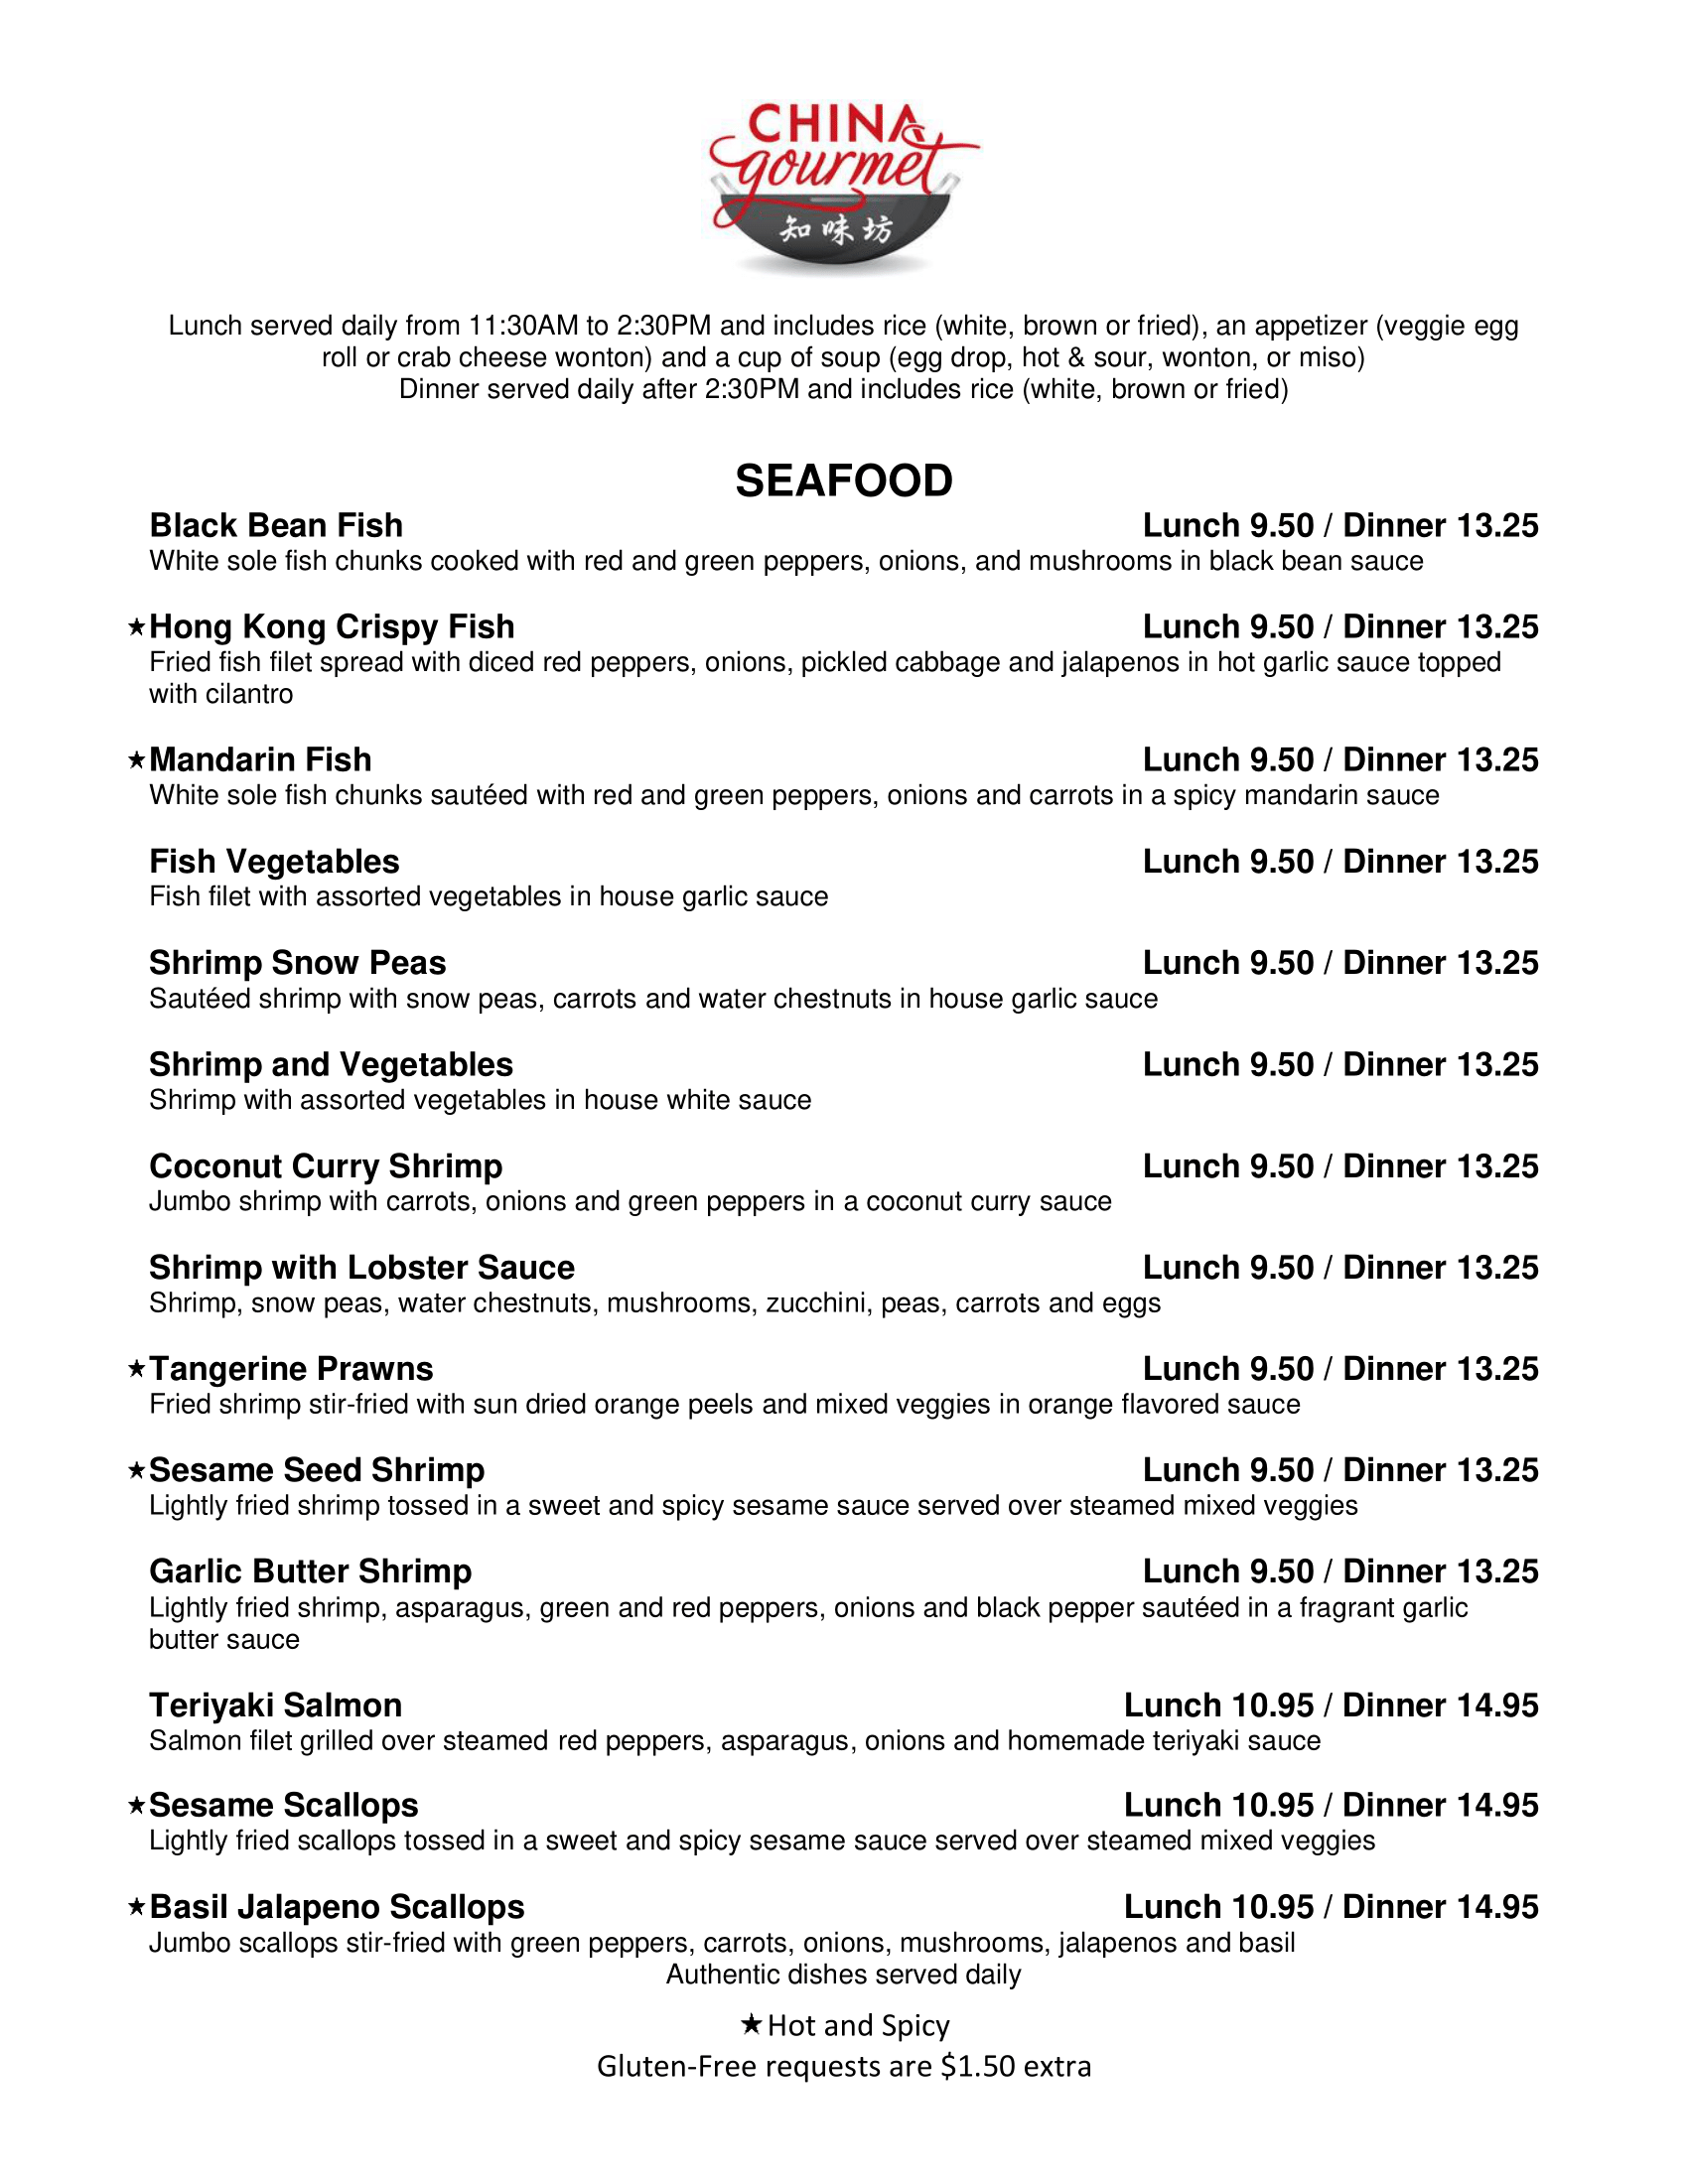 CHINA
gourmet
知味坊
Lunch served daily from 11:30AM to 2:30PM and includes rice (white, brown or fried), an appetizer (veggie egg
roll or crab cheese wonton) and a cup of soup (egg drop, hot & sour, wonton, or miso)
Dinner served daily after 2:30PM and includes rice (white, brown or fried)
SEAFOOD
Black Bean Fish Lunch 9.50 / Dinner 13.25
White sole fish chunks cooked with red and green peppers, onions, and mushrooms in black bean sauce
★Hong Kong Crispy Fish Lunch 9.50 / Dinner 13.25
Fried fish filet spread with diced red peppers, onions, pickled cabbage and jalapenos in hot garlic sauce topped
with cilantro
★Mandarin Fish Lunch 9.50 / Dinner 13.25
White sole fish chunks sautéed with red and green peppers, onions and carrots in a spicy mandarin sauce
Fish Vegetables Lunch 9.50 / Dinner 13.25
Fish filet with assorted vegetables in house garlic sauce
Shrimp Snow Peas Lunch 9.50 / Dinner 13.25
Sautéed shrimp with snow peas, carrots and water chestnuts in house garlic sauce
Shrimp and Vegetables Lunch 9.50 / Dinner 13.25
Shrimp with assorted vegetables in house white sauce
Coconut Curry Shrimp Lunch 9.50 / Dinner 13.25
Jumbo shrimp with carrots, onions and green peppers in a coconut curry sauce
Shrimp with Lobster Sauce Lunch 9.50 / Dinner 13.25
Shrimp, snow peas, water chestnuts, mushrooms, zucchini, peas, carrots and eggs
★Tangerine Prawns Lunch 9.50 / Dinner 13.25
Fried shrimp stir-fried with sun dried orange peels and mixed veggies in orange flavored sauce
★Sesame Seed Shrimp Lunch 9.50 / Dinner 13.25
Lightly fried shrimp tossed in a sweet and spicy sesame sauce served over steamed mixed veggies
Garlic Butter Shrimp Lunch 9.50 / Dinner 13.25
Lightly fried shrimp, asparagus, green and red peppers, onions and black pepper sautéed in a fragrant garlic
butter sauce
Teriyaki Salmon Lunch 10.95 / Dinner 14.95
Salmon filet grilled over steamed red peppers, asparagus, onions and homemade teriyaki sauce
★Sesame Scallops Lunch 10.95 / Dinner 14.95
Lightly fried scallops tossed in a sweet and spicy sesame sauce served over steamed mixed veggies
★Basil Jalapeno Scallops Lunch 10.95 / Dinner 14.95
Jumbo scallops stir-fried with green peppers, carrots, onions, mushrooms, jalapenos and basil
Authentic dishes served daily
★Hot and Spicy
Gluten-Free requests are $1.50 extra